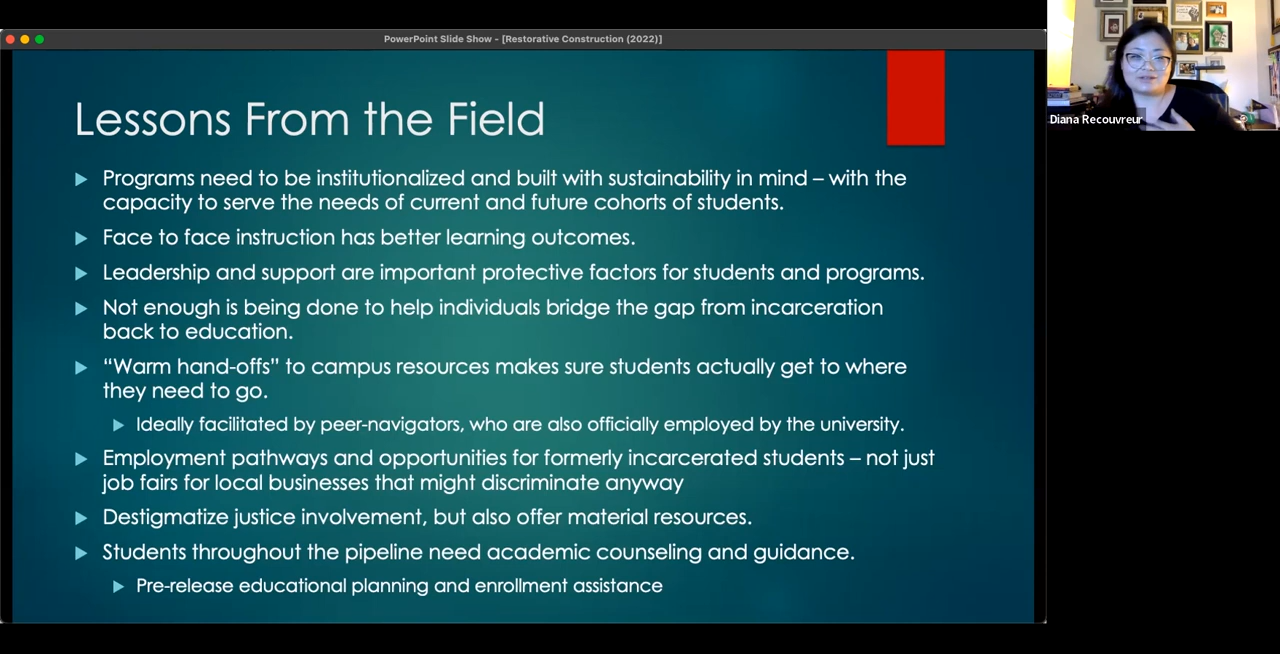 PowerPoint Slide Show - [Restorative Construction (2022)]
Lessons From the Field
Programs need to be institutionalized and built with sustainability in mind – with the
capacity to serve the needs of current and future cohorts of students.
Face to face instruction has better learning outcomes.
Leadership and support are important protective factors for students and programs.
Not enough is being done to help individuals bridge the gap from incarceration
back to education.
“Warm hand-offs” to campus resources makes sure students actually get to where
they need to go.
Ideally facilitated by peer-navigators, who are also officially employed by the university.
Employment pathways and opportunities for formerly incarcerated students – not just
job fairs for local businesses that might discriminate anyway
Destigmatize justice involvement, but also offer material resources.
Students throughout the pipeline need academic counseling and guidance.
Pre-release educational planning and enrollment assistance
Diana Recouvreur